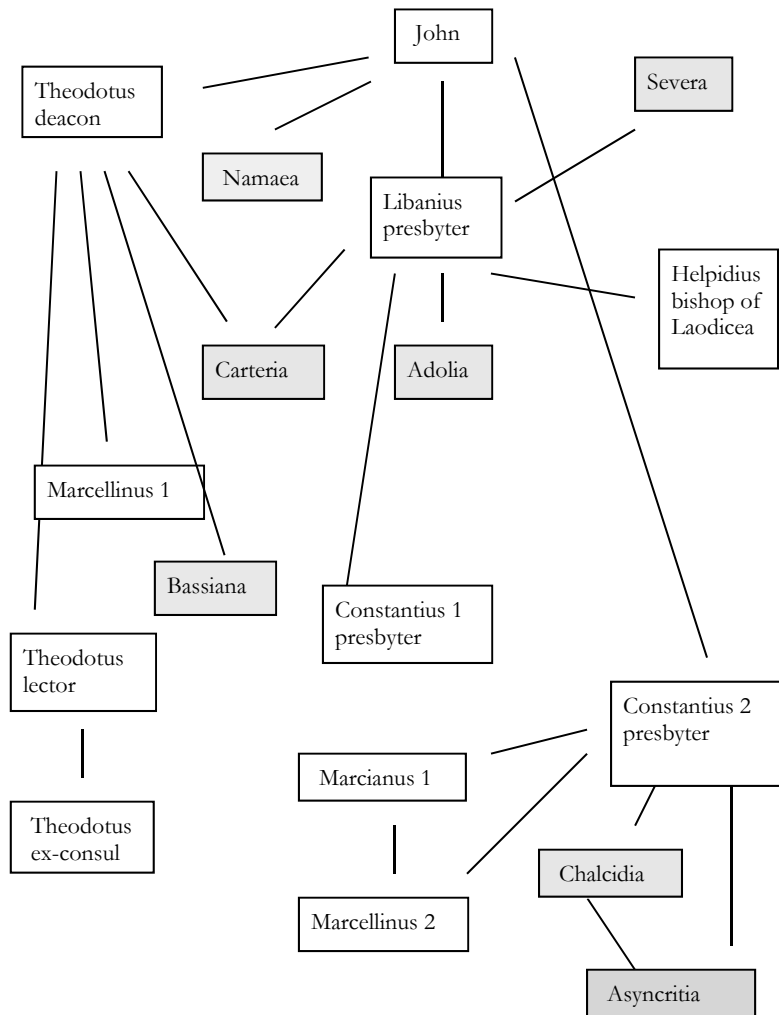 John
Theodotus
deacon
Severa
Namaea
Libanius
presbyter
Helpidius
bishop of
Laodicea
Carteria
Adolia
Marcellinus 1
Bassiana
Constantius 1
presbyter
Theodotus
lector
Constantius 2
presbyter
Marcianus 1
Theodotus
ex-consul
Chalcidia
Marcellinus 2
Asyncritia